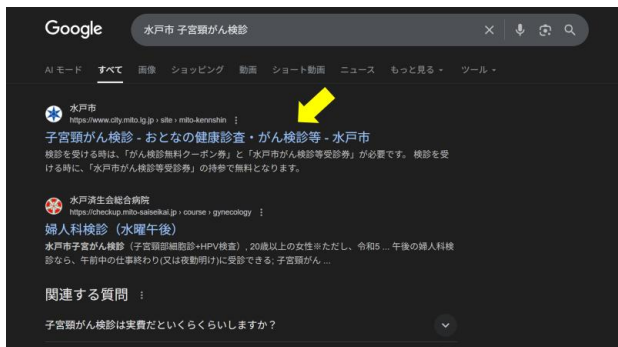 Google
水戸市 子宮頸がん検診
AI モード すべて 画像 ショッピング 動画 ショート動画 ニュース もっと見る ツール
水戸市
https://www.city.mito.lg.jp › site › mito-kennshin
子宮頸がん検診 - おとなの健康診査・がん検診等 - 水戸市
検診を受ける時は、「がん検診無料クーポン券」と「水戸市がん検診等受診券」が必要です。 検診を受
ける時に、「水戸市がん検診等受診券」の持参で無料となります。
水戸済生会総合病院
https://checkup.mito-saiseikai.jp › course › gynecology
婦人科検診（水曜午後）
水戸市子宮がん検診（子宮頸部細胞診+HPV検査）, 20歳以上の女性※ただし、令和5 ... 午後の婦人科検
診なら、午前中の仕事終わり(又は夜勤明け)に受診できる; 子宮頸がん ...
関連する質問
子宮頸がん検診は実費だといくらくらいしますか？